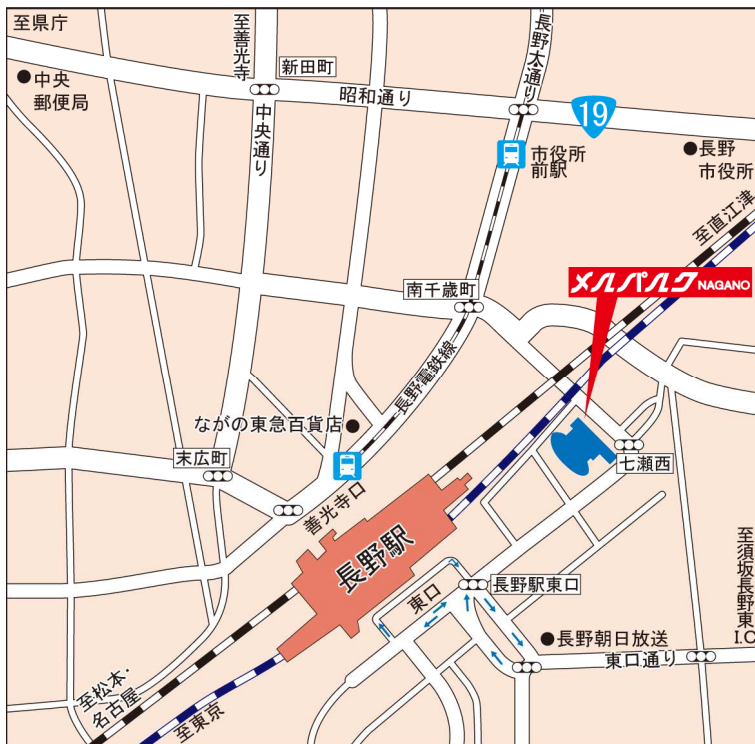 至県庁
至善光寺
長野大通り
中央
郵便局
新田町
昭和通り
19
中央通り
市役所
前駅
長野
市役所
至直江津
メルパルク NAGANO
南千歳町
長野電鉄線
ながの東急百貨店
末広町
七瀬西
善光寺口
長野駅
東口
長野駅東口
至須坂長野東I.C
長野朝日放送
東口通り
至松本・
名古屋
至東京